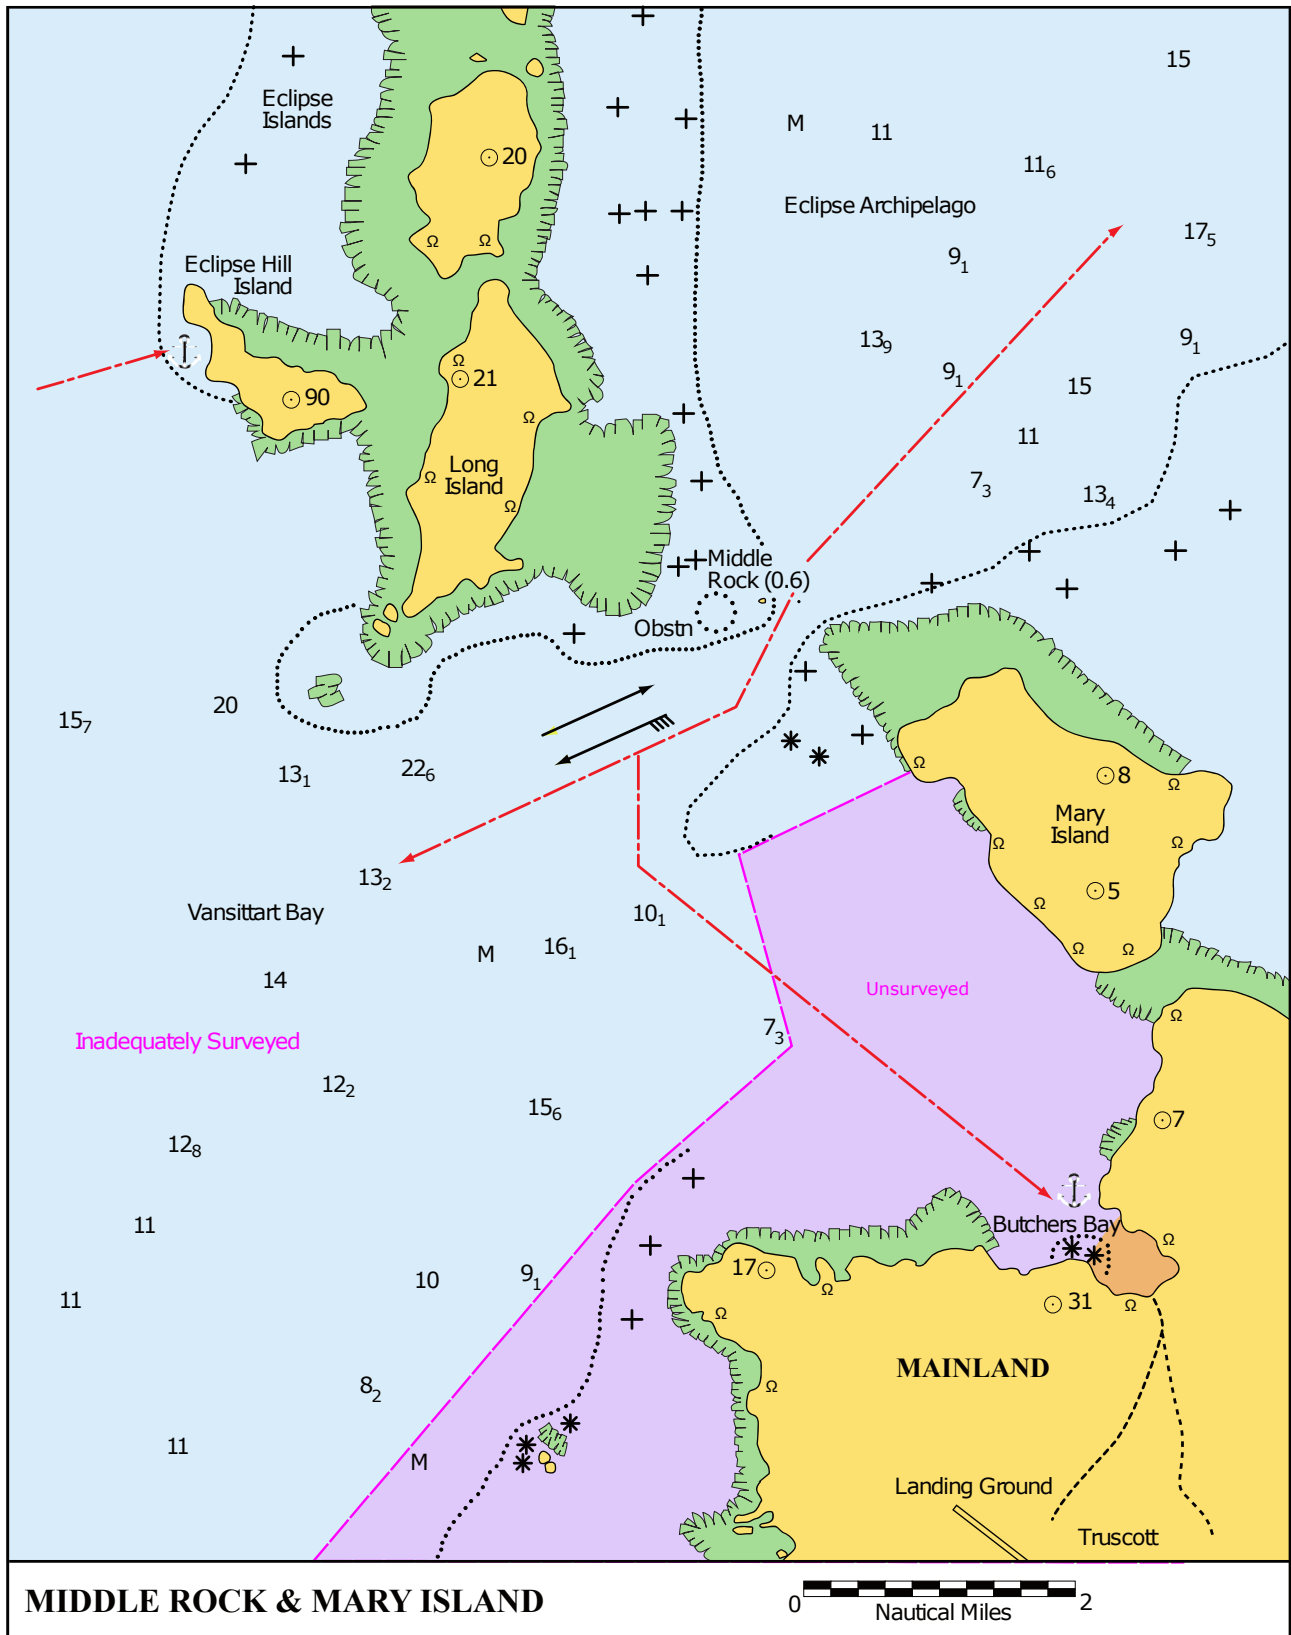 15
Eclipse
Islands
M
11
20
11₆
Eclipse Archipelago
17₅
9₁
Eclipse Hill
Island
13₉
9₁
21
9₁
15
90
11
Long
Island
7₃
13₄
Middle
Rock (0.6)
Obstn
20
15₇
13₁
22₆
8
Mary
Island
13₂
5
Vansittart Bay
10₁
M
16₁
14
Unsurveyed
Inadequately Surveyed
7₃
12₂
15₆
7
12₈
11
Butchers Bay
17
10
9₁
11
31
MAINLAND
8₂
11
M
Landing Ground
Truscott
MIDDLE ROCK & MARY ISLAND
0
2
Nautical Miles